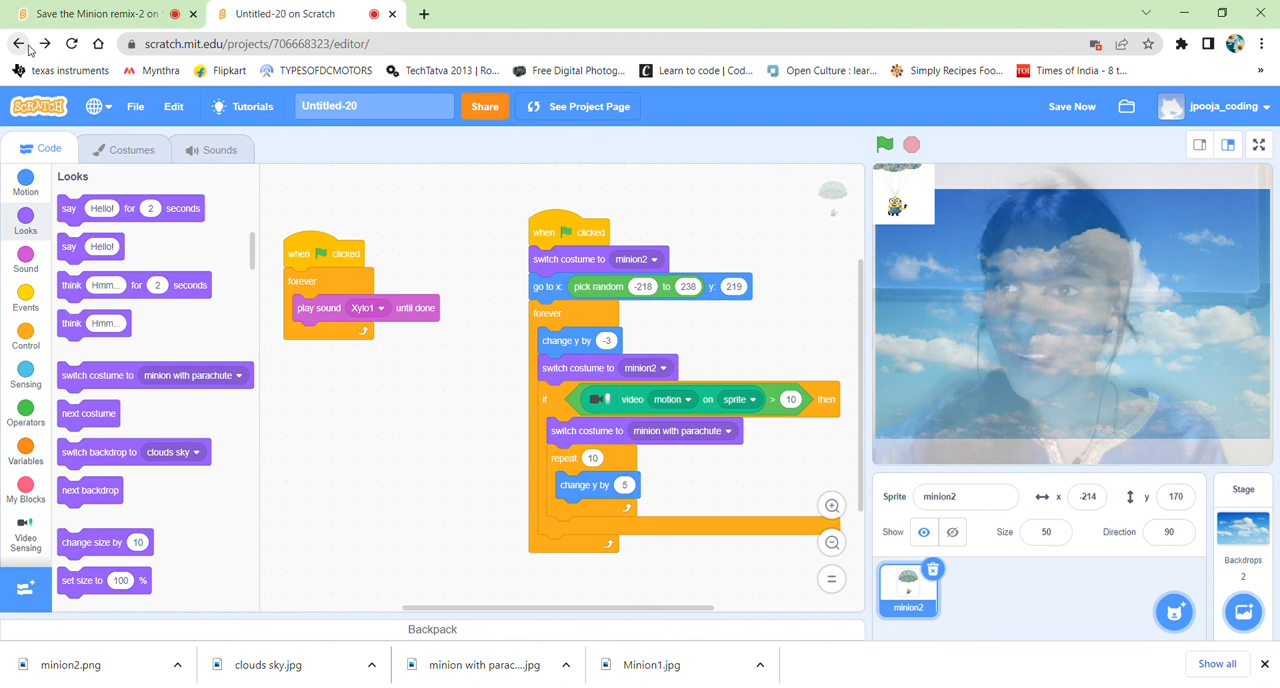 Save the Minion remix-2 on
Untitled-20 on Scratch
scratch.mit.edu/projects/706668323/editor/
texas instruments
Mynthra
Flipkart
TYPESOFDCMOTORS
TechTatva 2013 | Ro...
Free Digital Photog...
Learn to code | Cod...
Open Culture : lear...
Simply Recipes Foo...
TOI Times of India - 8 t...
»
SCRATCH
File
Edit
Tutorials
Untitled-20
Share
See Project Page
Save Now
jpooja_coding
Code
Costumes
Sounds
Motion
Looks
Sound
Events
Control
Sensing
Operators
Variables
My Blocks
Video
Sensing
Looks
say Hello! for 2 seconds
say Hello!
think Hmm... for 2 seconds
think Hmm...
switch costume to minion with parachute
next costume
switch backdrop to clouds sky
next backdrop
change size by 10
set size to 100 %
when clicked
forever
play sound Xylo1 until done
when clicked
switch costume to minion2
go to x: pick random -218 to 238 y: 219
forever
change y by -3
switch costume to minion2
if video motion on sprite > 10 then
switch costume to minion with parachute
repeat 10
change y by 5
Backpack
Sprite minion2 x -214 y 170
Show Size 50 Direction 90
minion2
Stage
Backdrops
2
minion2.png
clouds sky.jpg
minion with parac....jpg
Minion1.jpg
Show all